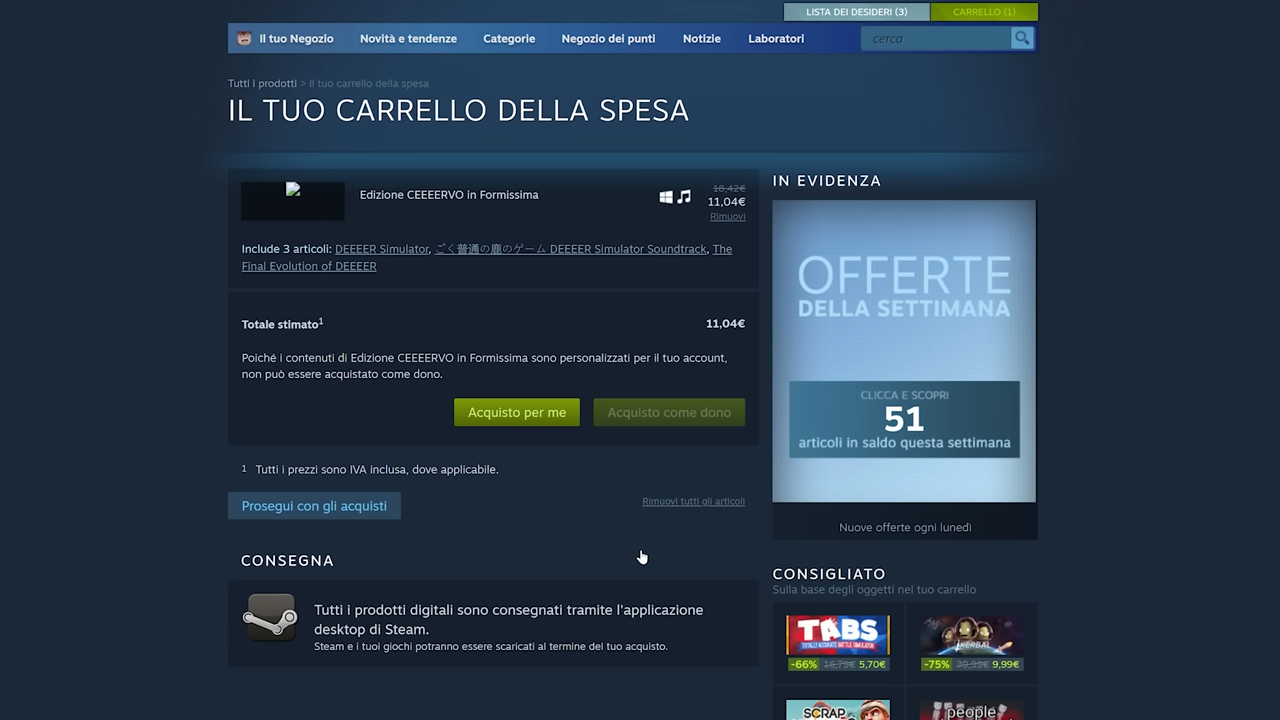 LISTA DEI DESIDERI (3)
CARRELLO (1)
Il tuo Negozio
Novità e tendenze
Categorie
Negozio dei punti
Notizie
Laboratori
cerca
Tutti i prodotti > Il tuo carrello della spesa
IL TUO CARRELLO DELLA SPESA
Edizione CEEEERVO in Formissima
18,42€
11,04€
Rimuovi
Include 3 articoli: DEEEER Simulator, ごく普通の鹿のゲーム DEEEER Simulator Soundtrack, The
Final Evolution of DEEEER
Totale stimato1
11,04€
Poiché i contenuti di Edizione CEEEERVO in Formissima sono personalizzati per il tuo account,
non può essere acquistato come dono.
Acquisto per me
Acquisto come dono
1 Tutti i prezzi sono IVA inclusa, dove applicabile.
Prosegui con gli acquisti
Rimuovi tutti gli articoli
CONSEGNA
Tutti i prodotti digitali sono consegnati tramite l'applicazione
desktop di Steam.
Steam e i tuoi giochi potranno essere scaricati al termine del tuo acquisto.
IN EVIDENZA
OFFERTE
DELLA SETTIMANA
CLICCA E SCOPRI
51
articoli in saldo questa settimana
Nuove offerte ogni lunedì
CONSIGLIATO
Sulla base degli oggetti nel tuo carrello
TABS
TOTALLY ACCURATE BATTLE SIMULATOR
-66% 16,79€ 5,70€
KERBAL
-75% 39,99€ 9,99€
SCRAP
people